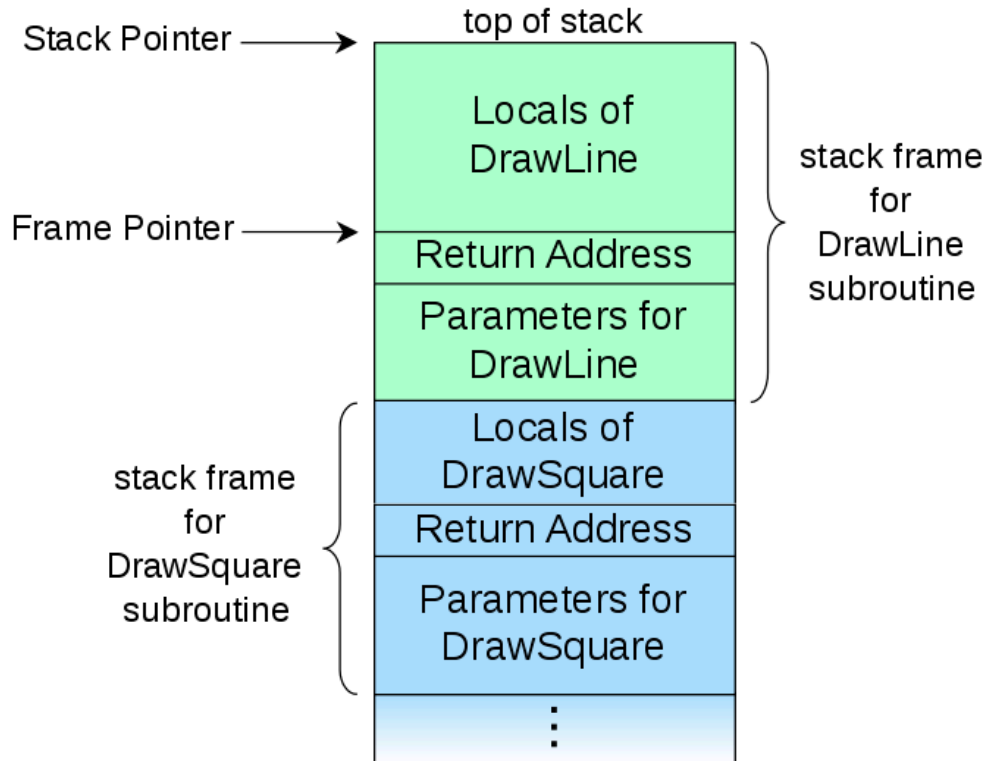 top of stack
Stack Pointer
Locals of
DrawLine
stack frame
for
DrawLine
subroutine
Frame Pointer
Return Address
Parameters for
DrawLine
Locals of
DrawSquare
stack frame
for
DrawSquare
subroutine
Return Address
Parameters for
DrawSquare
⋮